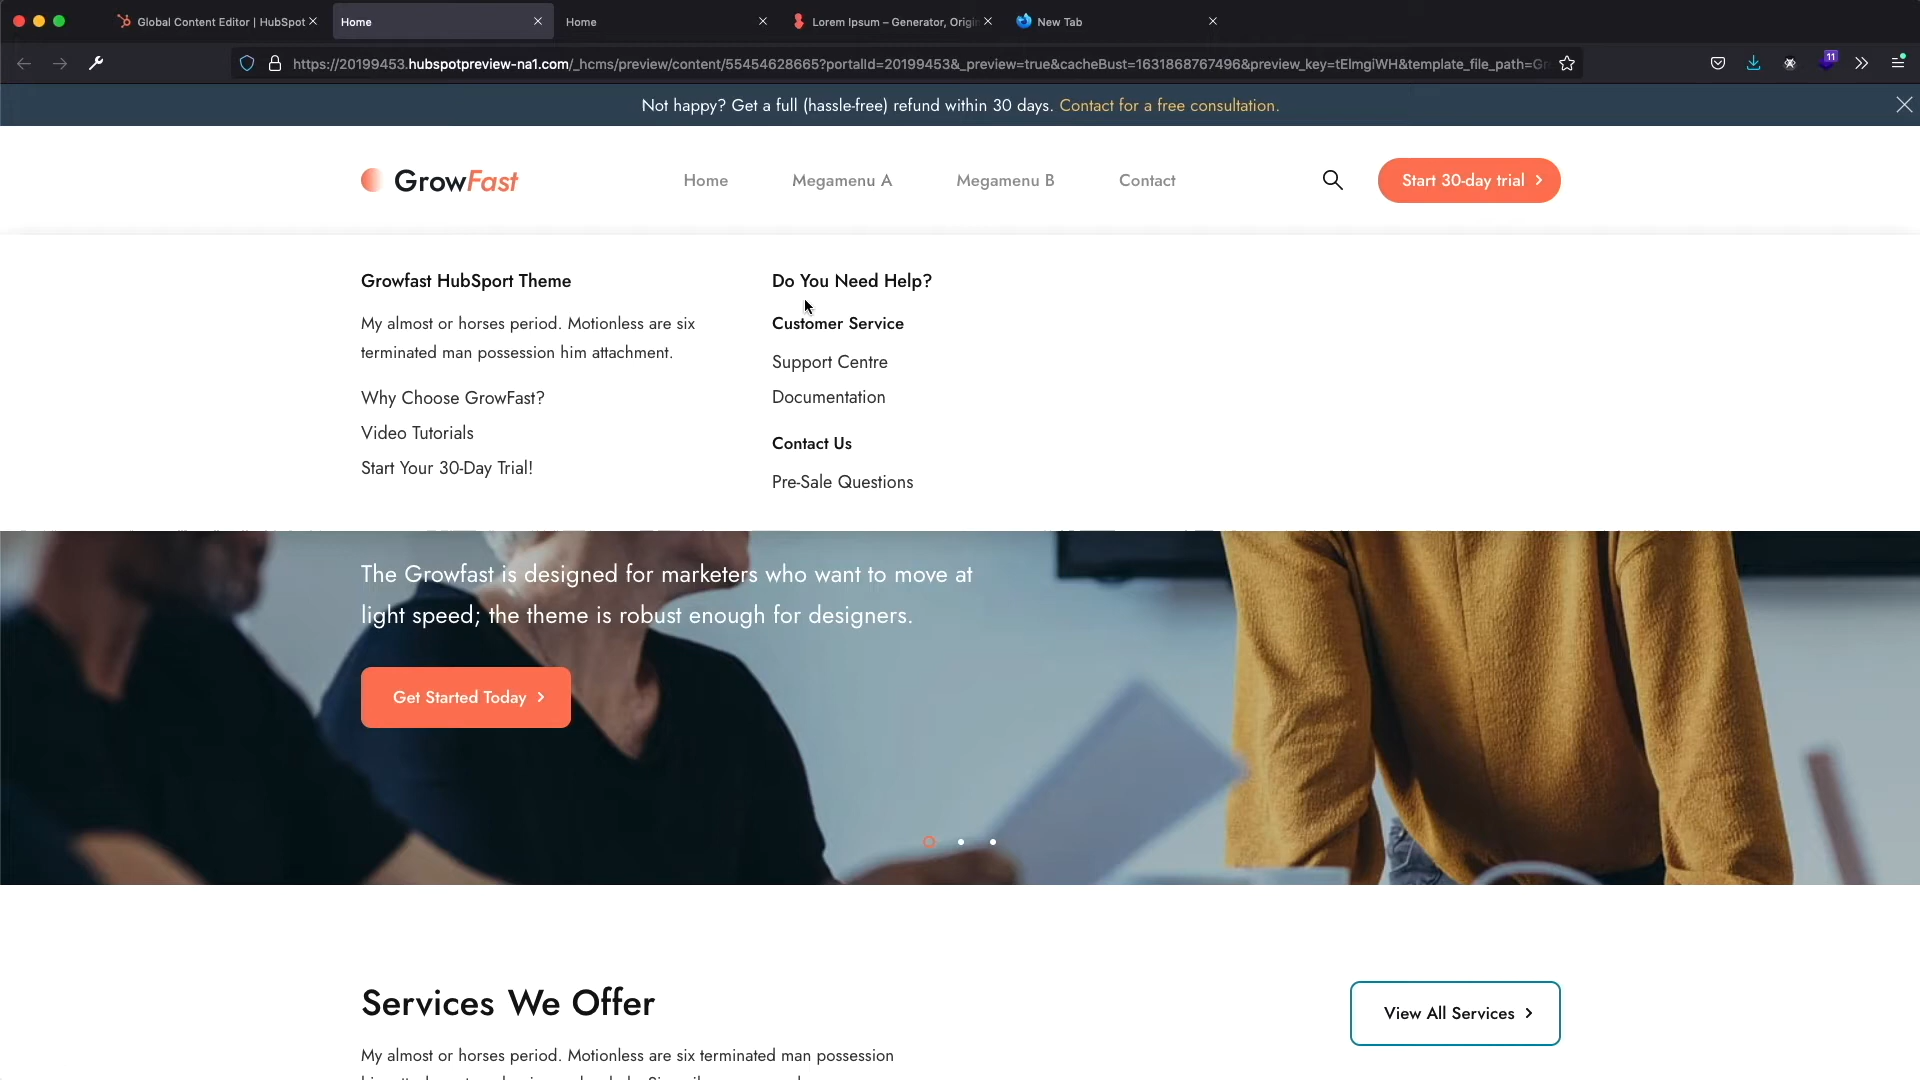 Global Content Editor | HubSpot
Home
Home
Lorem Ipsum – Generator, Origi
New Tab
https://20199453.hubspotpreview-na1.com/_hcms/preview/content/55454628665?portalId=20199453&_preview=true&cacheBust=1631868767496&preview_key=tElmgiWH&template_file_path=Gr
11
Not happy? Get a full (hassle-free) refund within 30 days. Contact for a free consultation.
GrowFast
Home
Megamenu A
Megamenu B
Contact
Start 30-day trial
Growfast HubSport Theme
My almost or horses period. Motionless are six
terminated man possession him attachment.
Why Choose GrowFast?
Video Tutorials
Start Your 30-Day Trial!
Do You Need Help?
Customer Service
Support Centre
Documentation
Contact Us
Pre-Sale Questions
The Growfast is designed for marketers who want to move at
light speed; the theme is robust enough for designers.
Get Started Today
Services We Offer
View All Services
My almost or horses period. Motionless are six terminated man possession